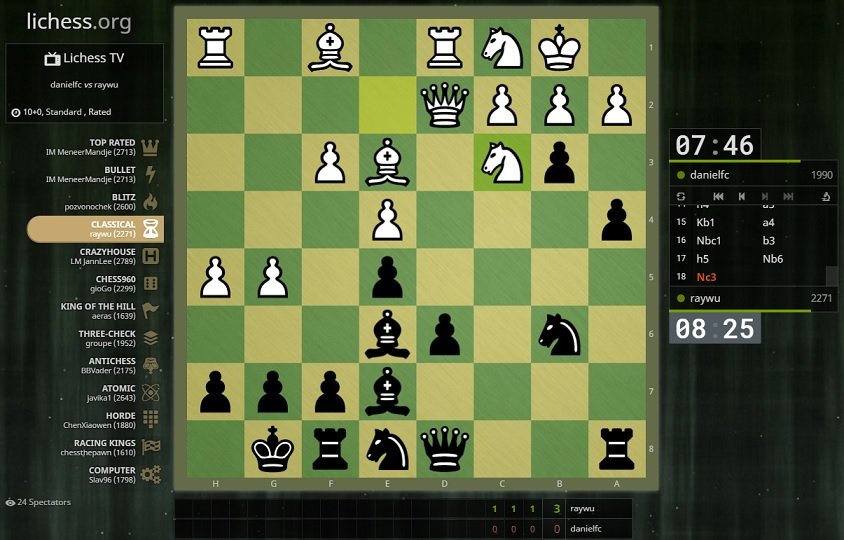 lichess.org
Lichess TV
danielfc vs raywu
10+0, Standard , Rated
TOP RATED
IM MeneerMandje (2713)
BULLET
IM MeneerMandje (2713)
BLITZ
pozvonochek (2600)
CLASSICAL
raywu (2271)
CRAZYHOUSE
LM JannLee (2789)
CHESS960
gioGo (2299)
KING OF THE HILL
aeras (1639)
THREE-CHECK
groupe (1952)
ANTICHESS
BBVader (2175)
ATOMIC
javika1 (2643)
HORDE
ChenXiaowen (1880)
RACING KINGS
chessthepawn (1610)
COMPUTER
Slav96 (1798)
24 Spectators
1
2
3
4
5
6
7
8
H G F E D C B A
07:46
danielfc 1990
15 Kb1 a4
16 Nbc1 b3
17 h5 Nb6
18 Nc3
raywu 2271
08:25
1 1 1 3 raywu
0 0 0 0 danielfc